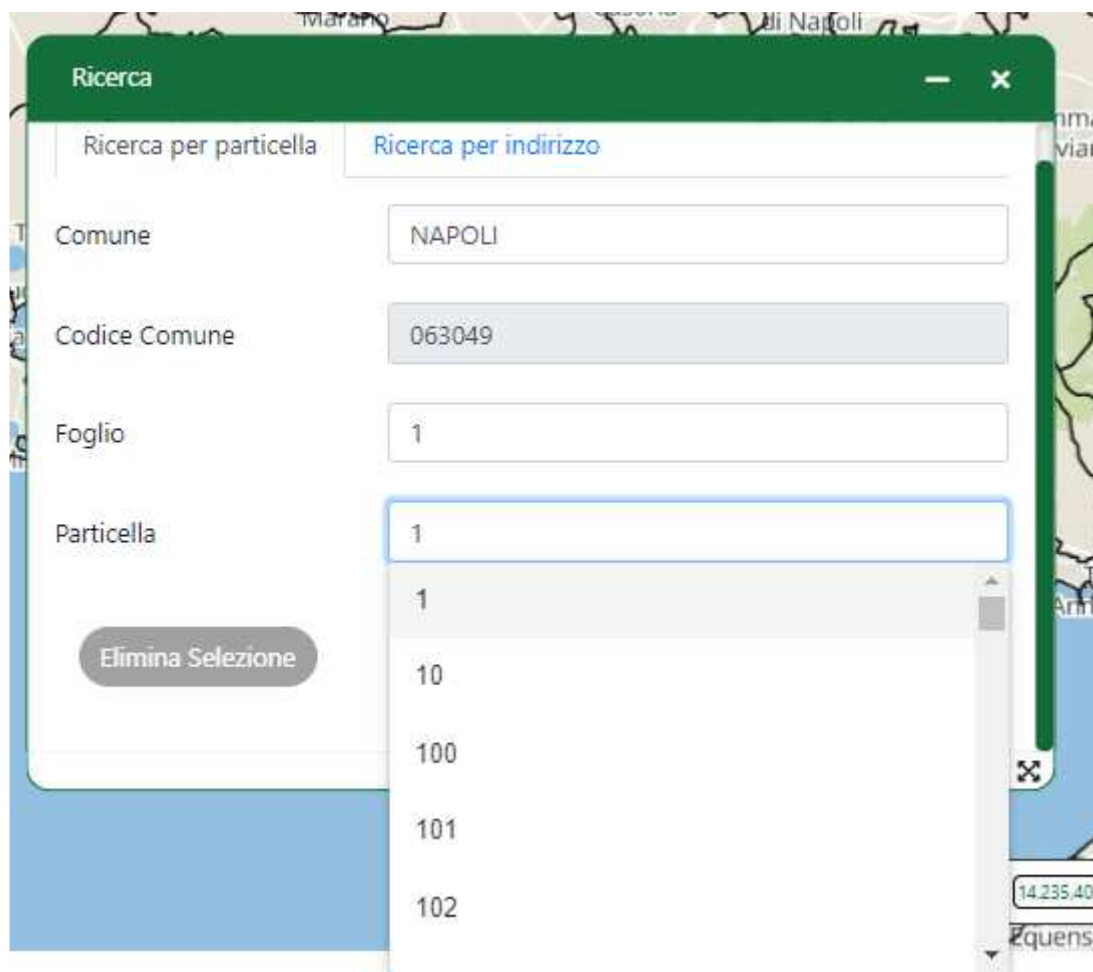 Marano
di Napoli
Ricerca
Ricerca per particella Ricerca per indirizzo
Comune NAPOLI
Codice Comune 063049
Foglio 1
Particella 1
1
Elimina Selezione
10
100
101
102
14.235,40